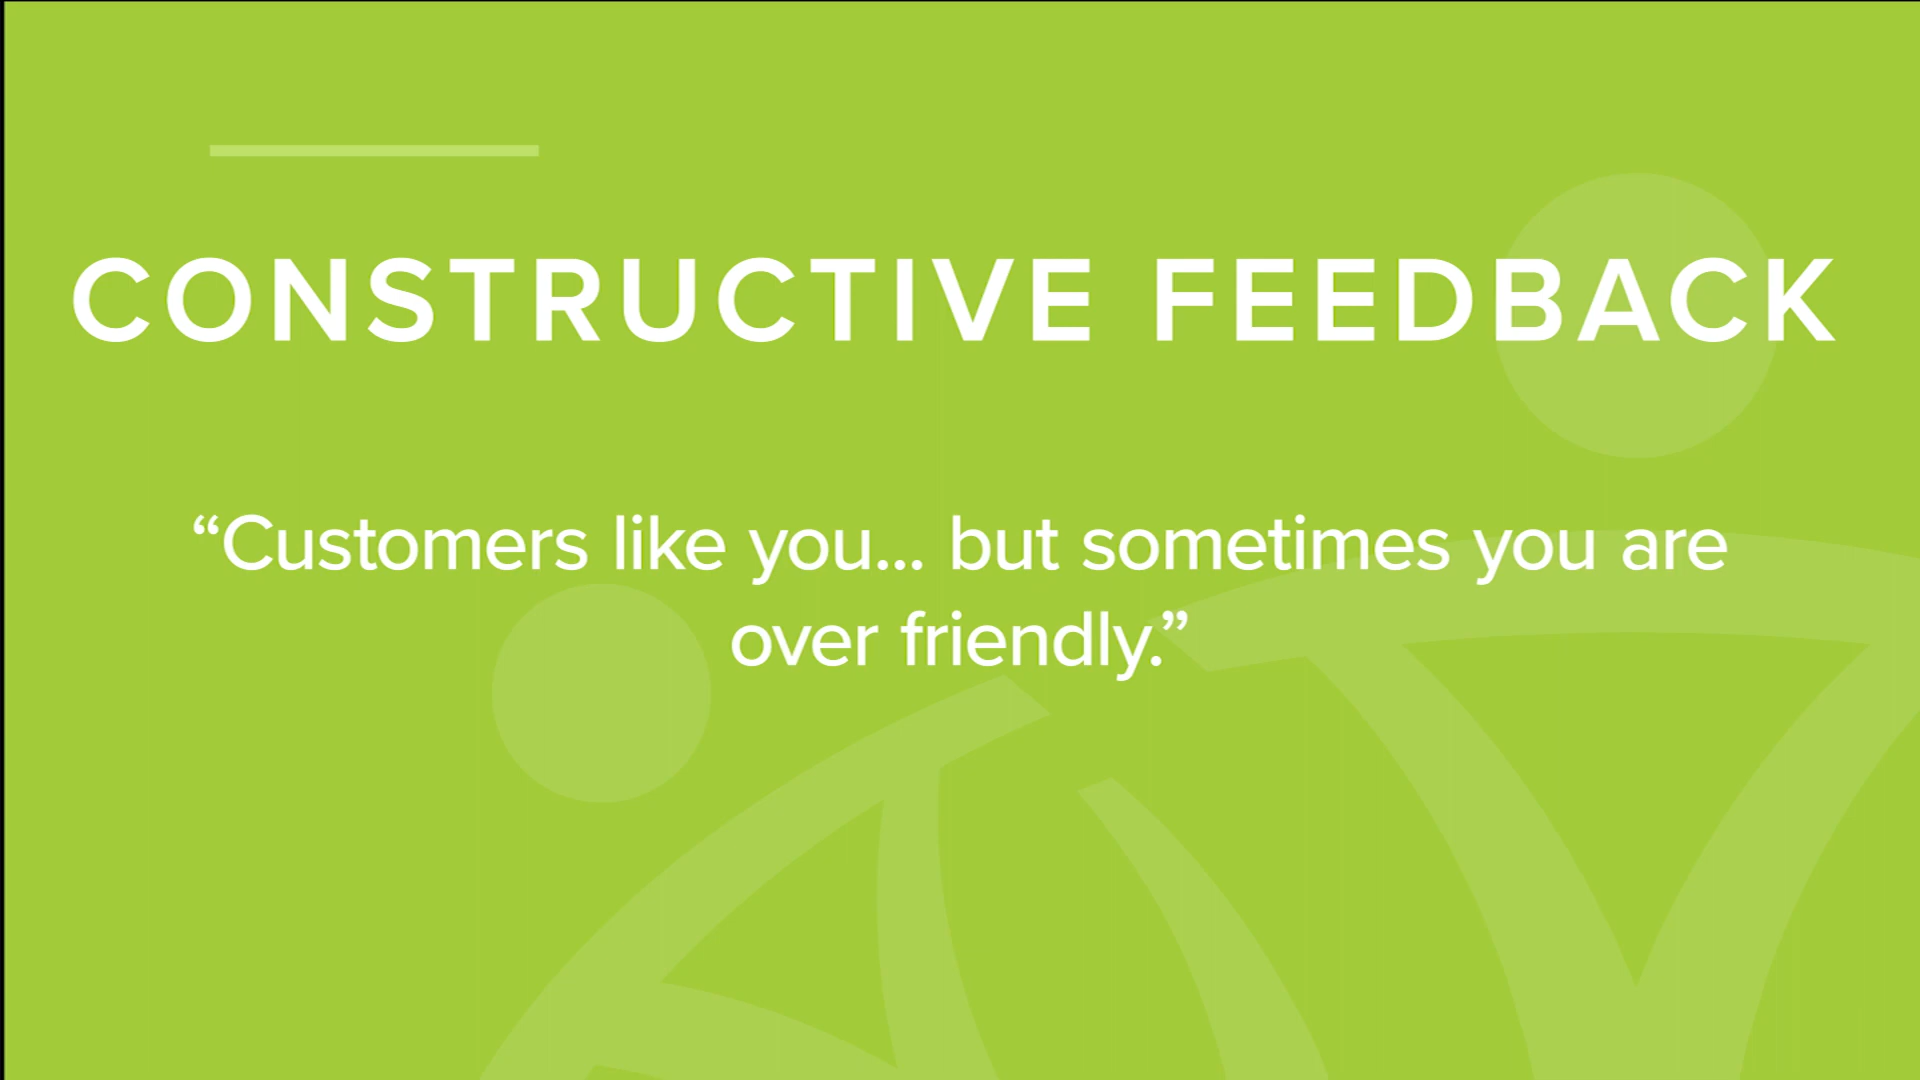 CONSTRUCTIVE FEEDBACK
“Customers like you... but sometimes you are
over friendly.”